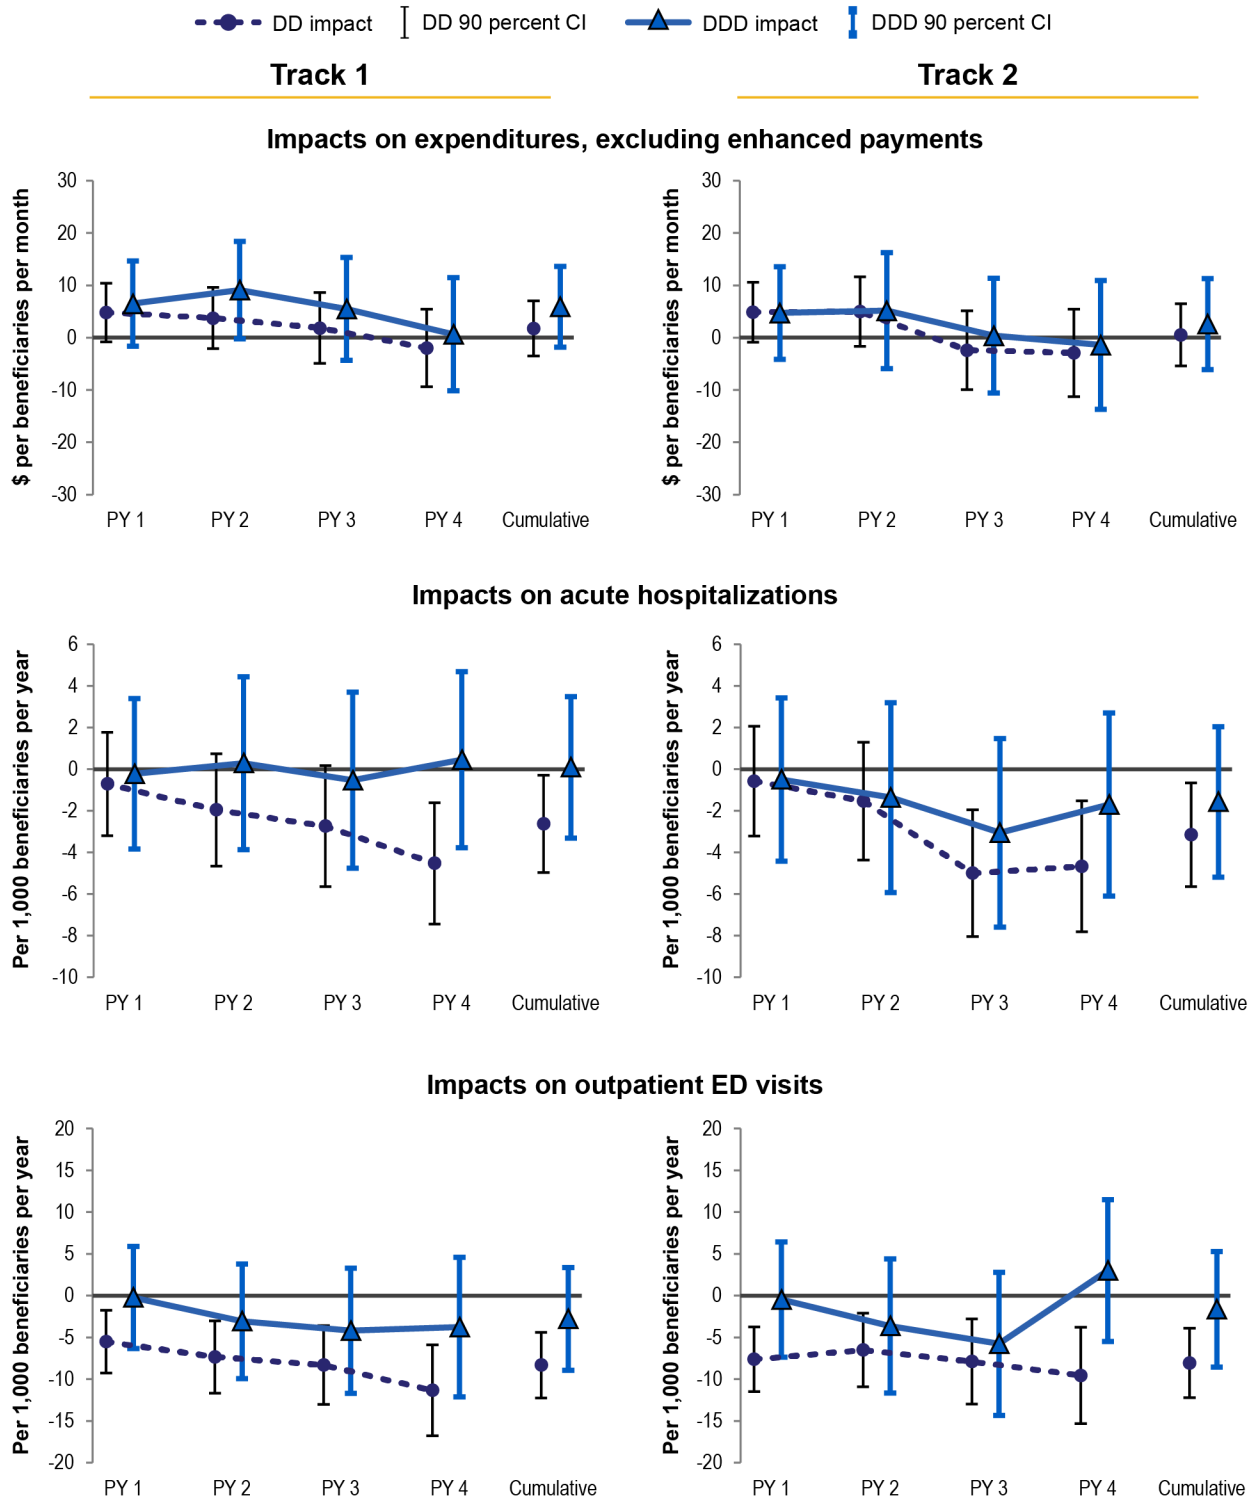 DD impact DD 90 percent CI DDD impact DDD 90 percent CI
Track 1 Track 2
Impacts on expenditures, excluding enhanced payments
$ per beneficiaries per month
30
20
10
0
-10
-20
-30
PY 1 PY 2 PY 3 PY 4 Cumulative
$ per beneficiaries per month
30
20
10
0
-10
-20
-30
PY 1 PY 2 PY 3 PY 4 Cumulative
Impacts on acute hospitalizations
Per 1,000 beneficiaries per year
6
4
2
0
-2
-4
-6
-8
-10
PY 1 PY 2 PY 3 PY 4 Cumulative
Per 1,000 beneficiaries per year
6
4
2
0
-2
-4
-6
-8
-10
PY 1 PY 2 PY 3 PY 4 Cumulative
Impacts on outpatient ED visits
Per 1,000 beneficiaries per year
20
15
10
5
0
-5
-10
-15
-20
PY 1 PY 2 PY 3 PY 4 Cumulative
Per 1,000 beneficiaries per year
20
15
10
5
0
-5
-10
-15
-20
PY 1 PY 2 PY 3 PY 4 Cumulative